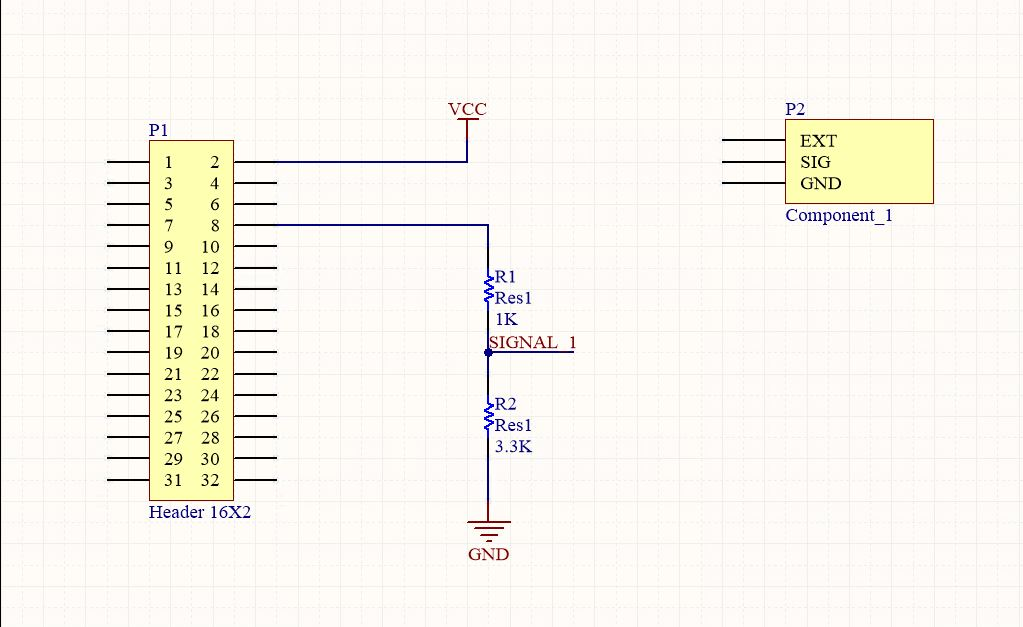 VCC
P1
1 2
3 4
5 6
7 8
9 10
11 12
13 14
15 16
17 18
19 20
21 22
23 24
25 26
27 28
29 30
31 32
Header 16X2
R1
Res1
1K
SIGNAL_1
R2
Res1
3.3K
GND
P2
EXT
SIG
GND
Component_1